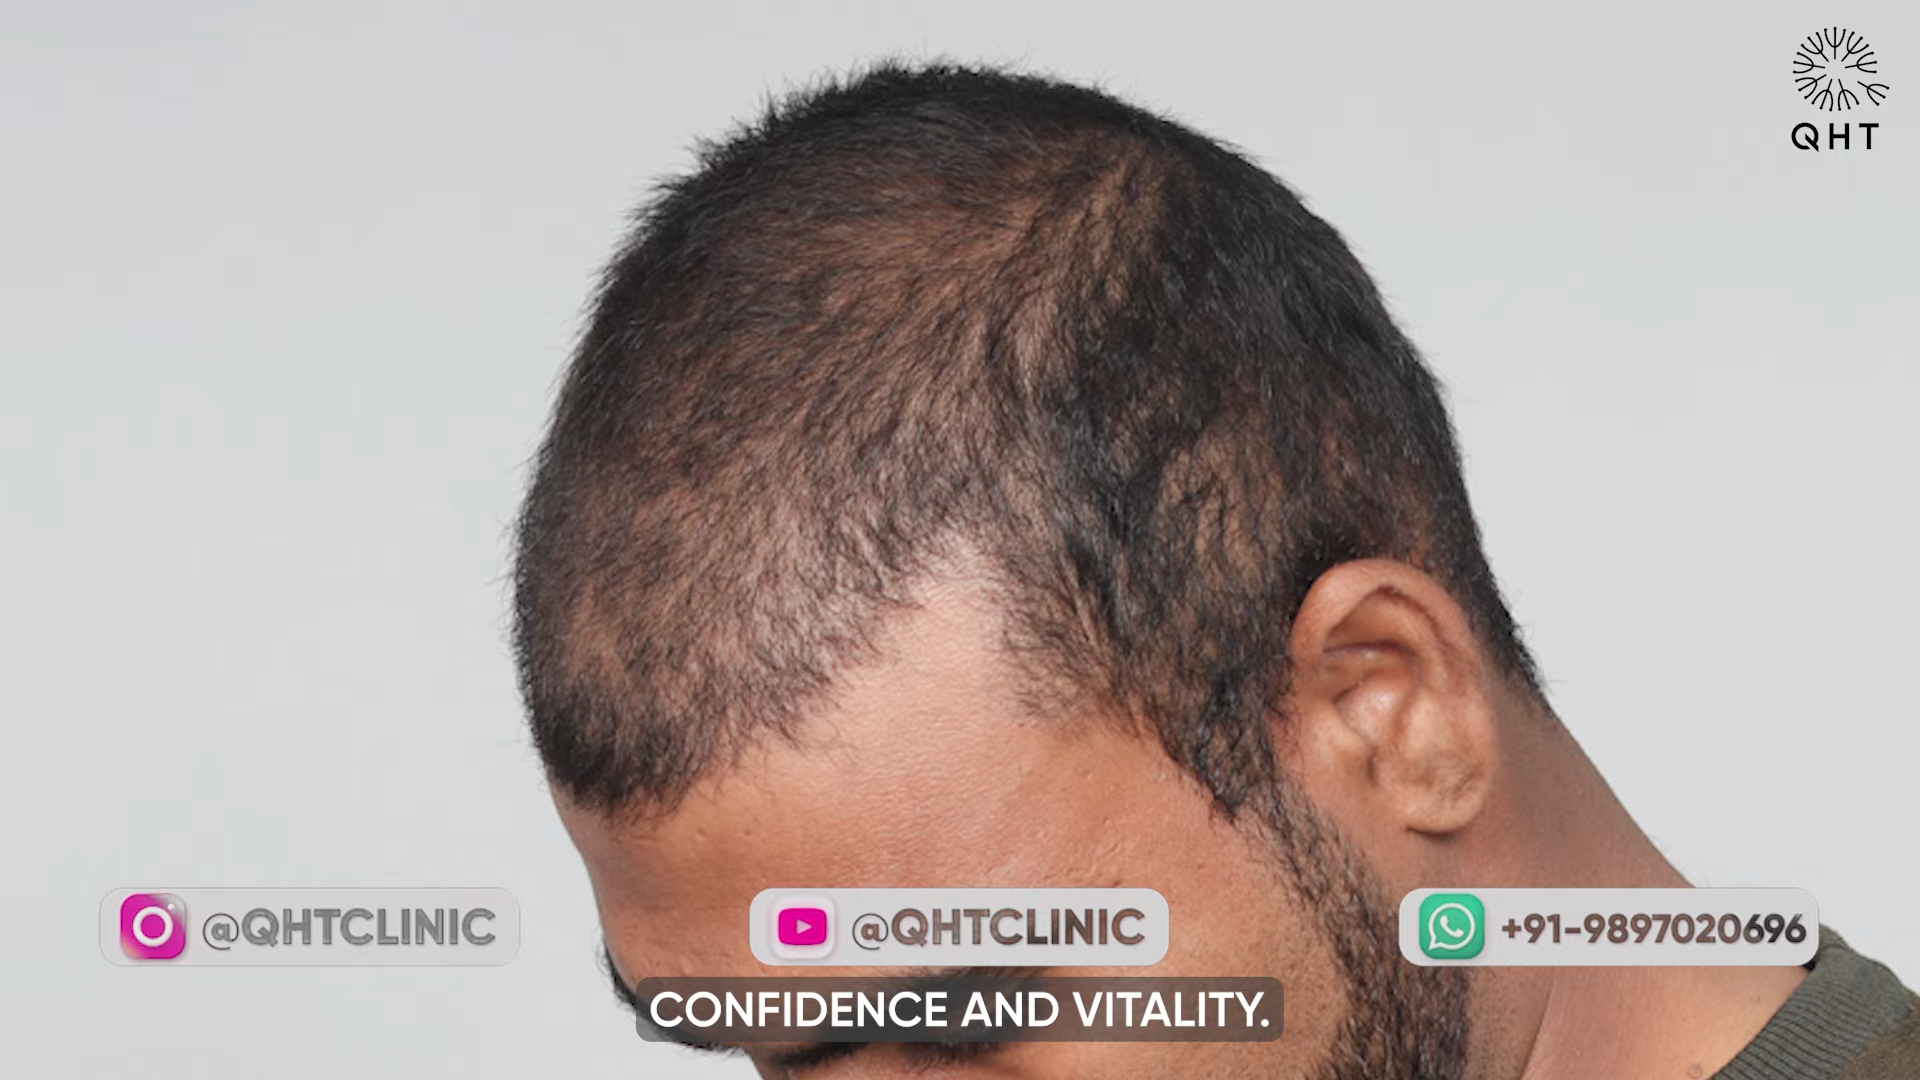 QHT
@QHTCLINIC
@QHTCLINIC
+91-9897020696
CONFIDENCE AND VITALITY.